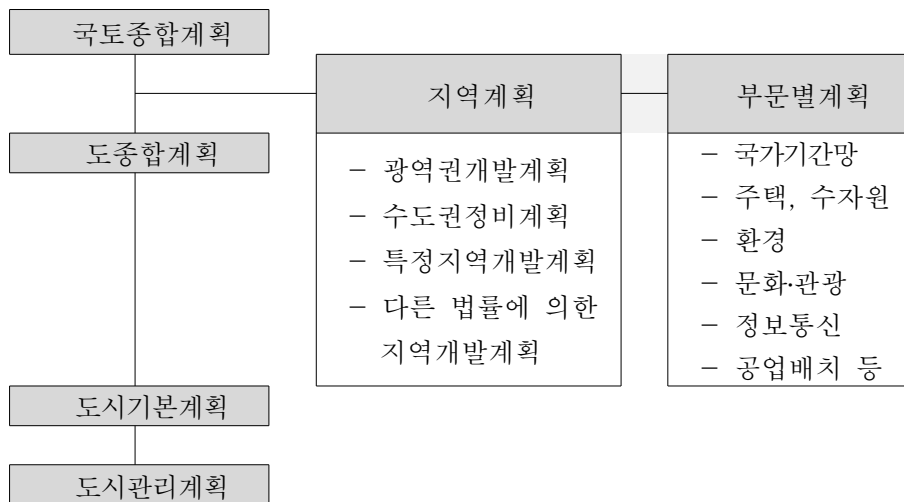 국토종합계획
지역계획
부문별계획
도종합계획
– 광역권개발계획
– 수도권정비계획
– 특정지역개발계획
– 다른 법률에 의한
지역개발계획
– 국가기간망
– 주택, 수자원
– 환경
– 문화·관광
– 정보통신
– 공업배치 등
도시기본계획
도시관리계획